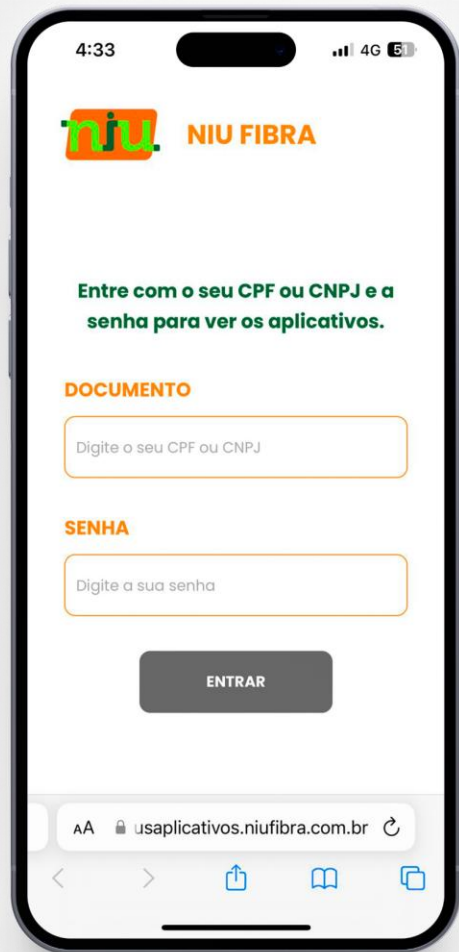 4:33
4G 51
niu.
NIU FIBRA
Entre com o seu CPF ou CNPJ e a
senha para ver os aplicativos.
DOCUMENTO
Digite o seu CPF ou CNPJ
SENHA
Digite a sua senha
ENTRAR
AA usaplicativos.niufibra.com.br